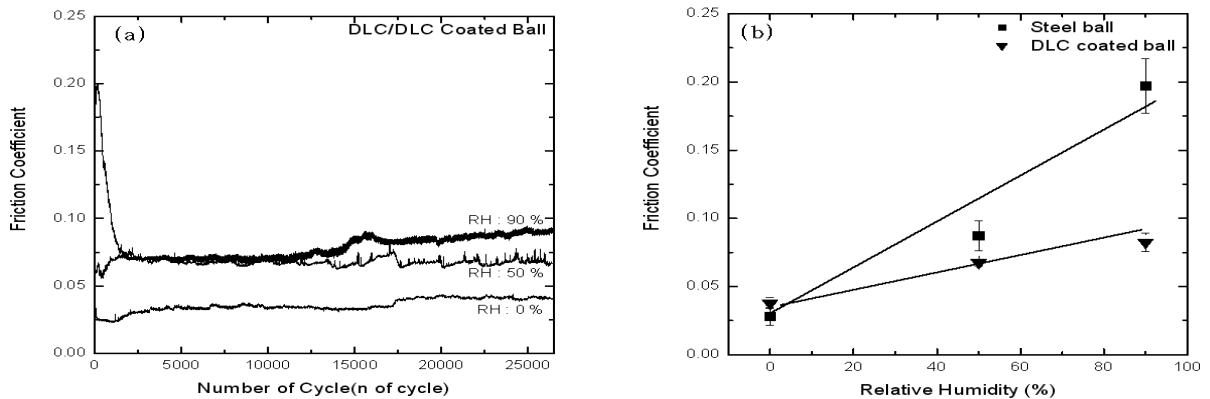 (a)
DLC/DLC Coated Ball
0.25
0.20
0.15
0.10
0.05
0.00
Friction Coefficient
RH : 90 %
RH : 50 %
RH : 0 %
0 5000 10000 15000 20000 25000
Number of Cycle(n of cycle)
(b)
Steel ball
DLC coated ball
0.25
0.20
0.15
0.10
0.05
0.00
Friction Coefficient
0 20 40 60 80 100
Relative Humidity (%)